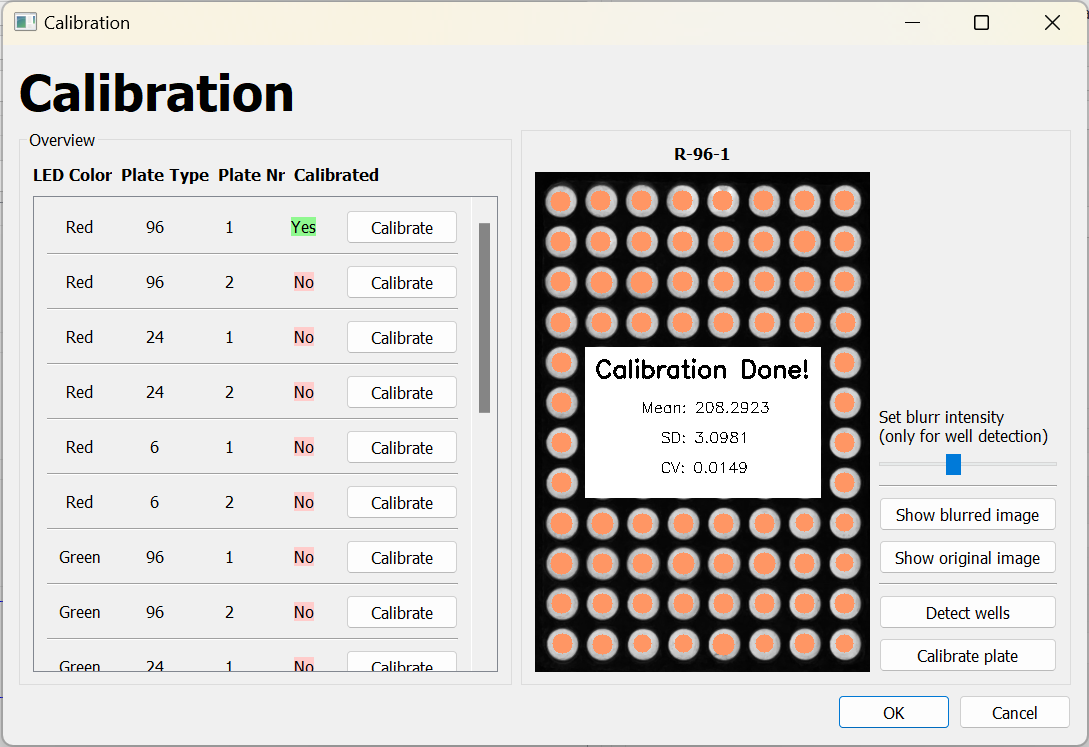 Calibration
Calibration
Overview
LED Color Plate Type Plate Nr Calibrated
Red 96 1 Yes Calibrate
Red 96 2 No Calibrate
Red 24 1 No Calibrate
Red 24 2 No Calibrate
Red 6 1 No Calibrate
Red 6 2 No Calibrate
Green 96 1 No Calibrate
Green 96 2 No Calibrate
Green 24 1 No Calibrate
R-96-1
Calibration Done!
Mean: 208.2923
SD: 3.0981
CV: 0.0149
Set blurr intensity
(only for well detection)
Show blurred image
Show original image
Detect wells
Calibrate plate
OK Cancel